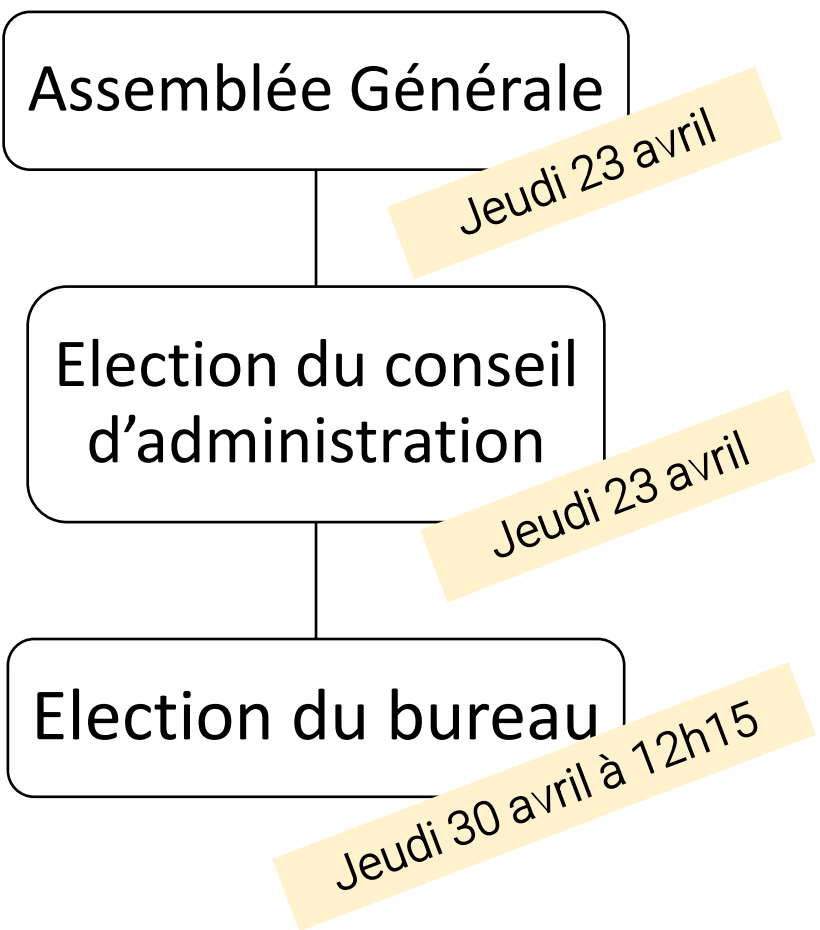 Assemblée Générale
Jeudi 23 avril
Election du conseil
d’administration
Jeudi 23 avril
Election du bureau
Jeudi 30 avril à 12h15